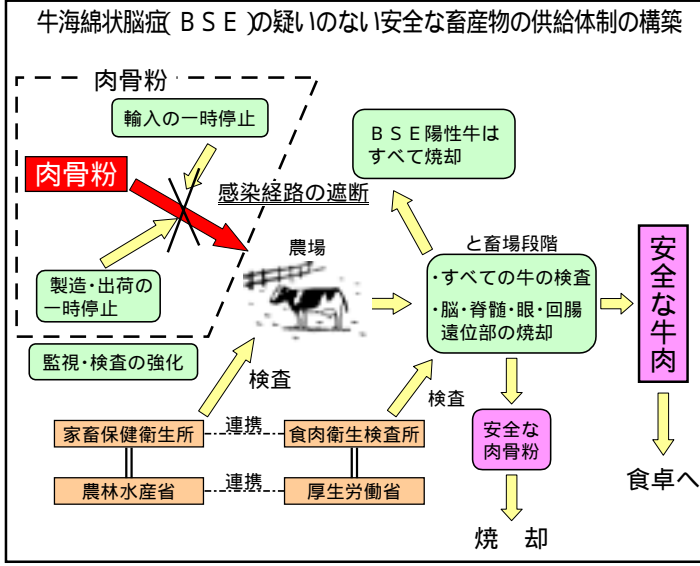 牛海綿状脳症(ＢＳＥ)の疑いのない安全な畜産物の供給体制の構築
肉骨粉
輸入の一時停止
肉骨粉
製造・出荷の
一時停止
感染経路の遮断
ＢＳＥ陽性牛は
すべて焼却
農場
と畜場段階
・すべての牛の検査
・脳・脊髄・眼・回腸
遠位部の焼却
安全な牛肉
食卓へ
監視・検査の強化
検査
検査
家畜保健衛生所
連携
食肉衛生検査所
農林水産省
連携
厚生労働省
安全な
肉骨粉
焼　却